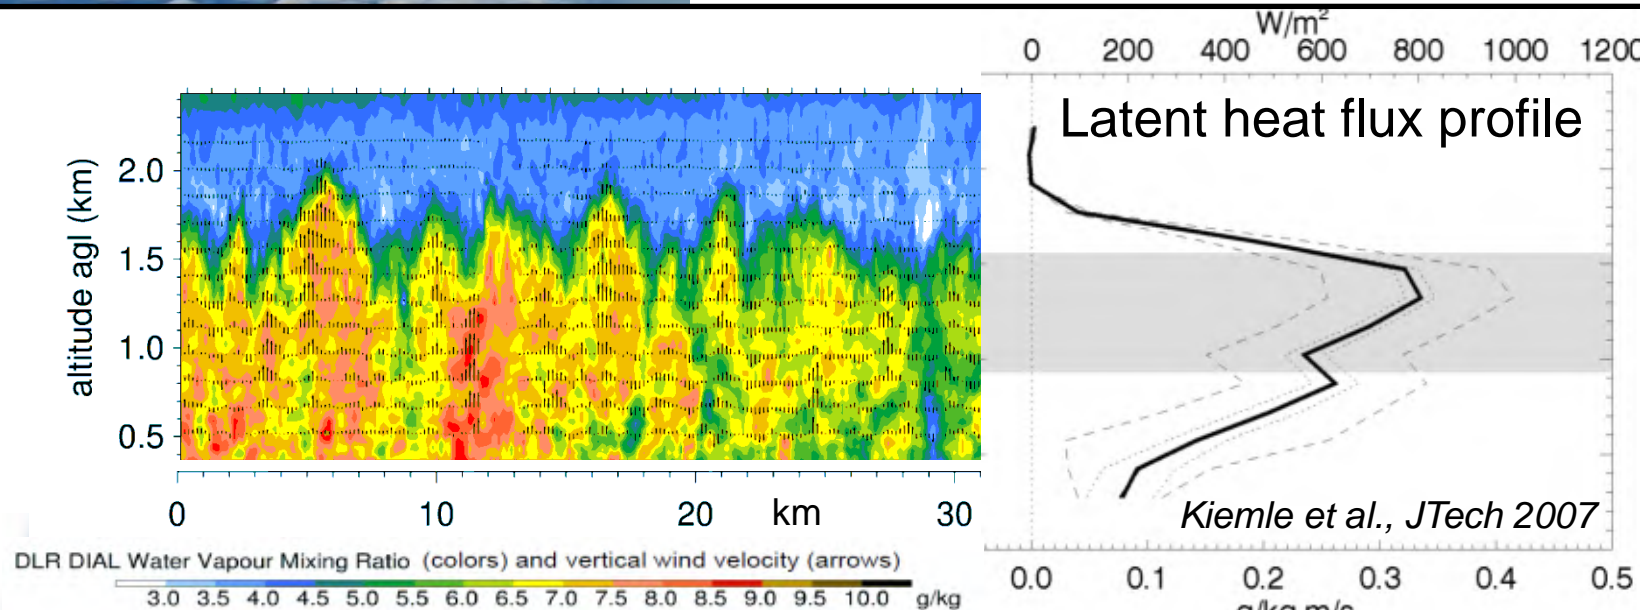 W/m²
0 200 400 600 800 1000 1200
Latent heat flux profile
altitude agl (km)
2.0
1.5
1.0
0.5
0 10 20 km 30
Kiemle et al., JTech 2007
DLR DIAL Water Vapour Mixing Ratio (colors) and vertical wind velocity (arrows)
3.0 3.5 4.0 4.5 5.0 5.5 6.0 6.5 7.0 7.5 8.0 8.5 9.0 9.5 10.0 g/kg
0.0 0.1 0.2 0.3 0.4 0.5
g/kg m/s